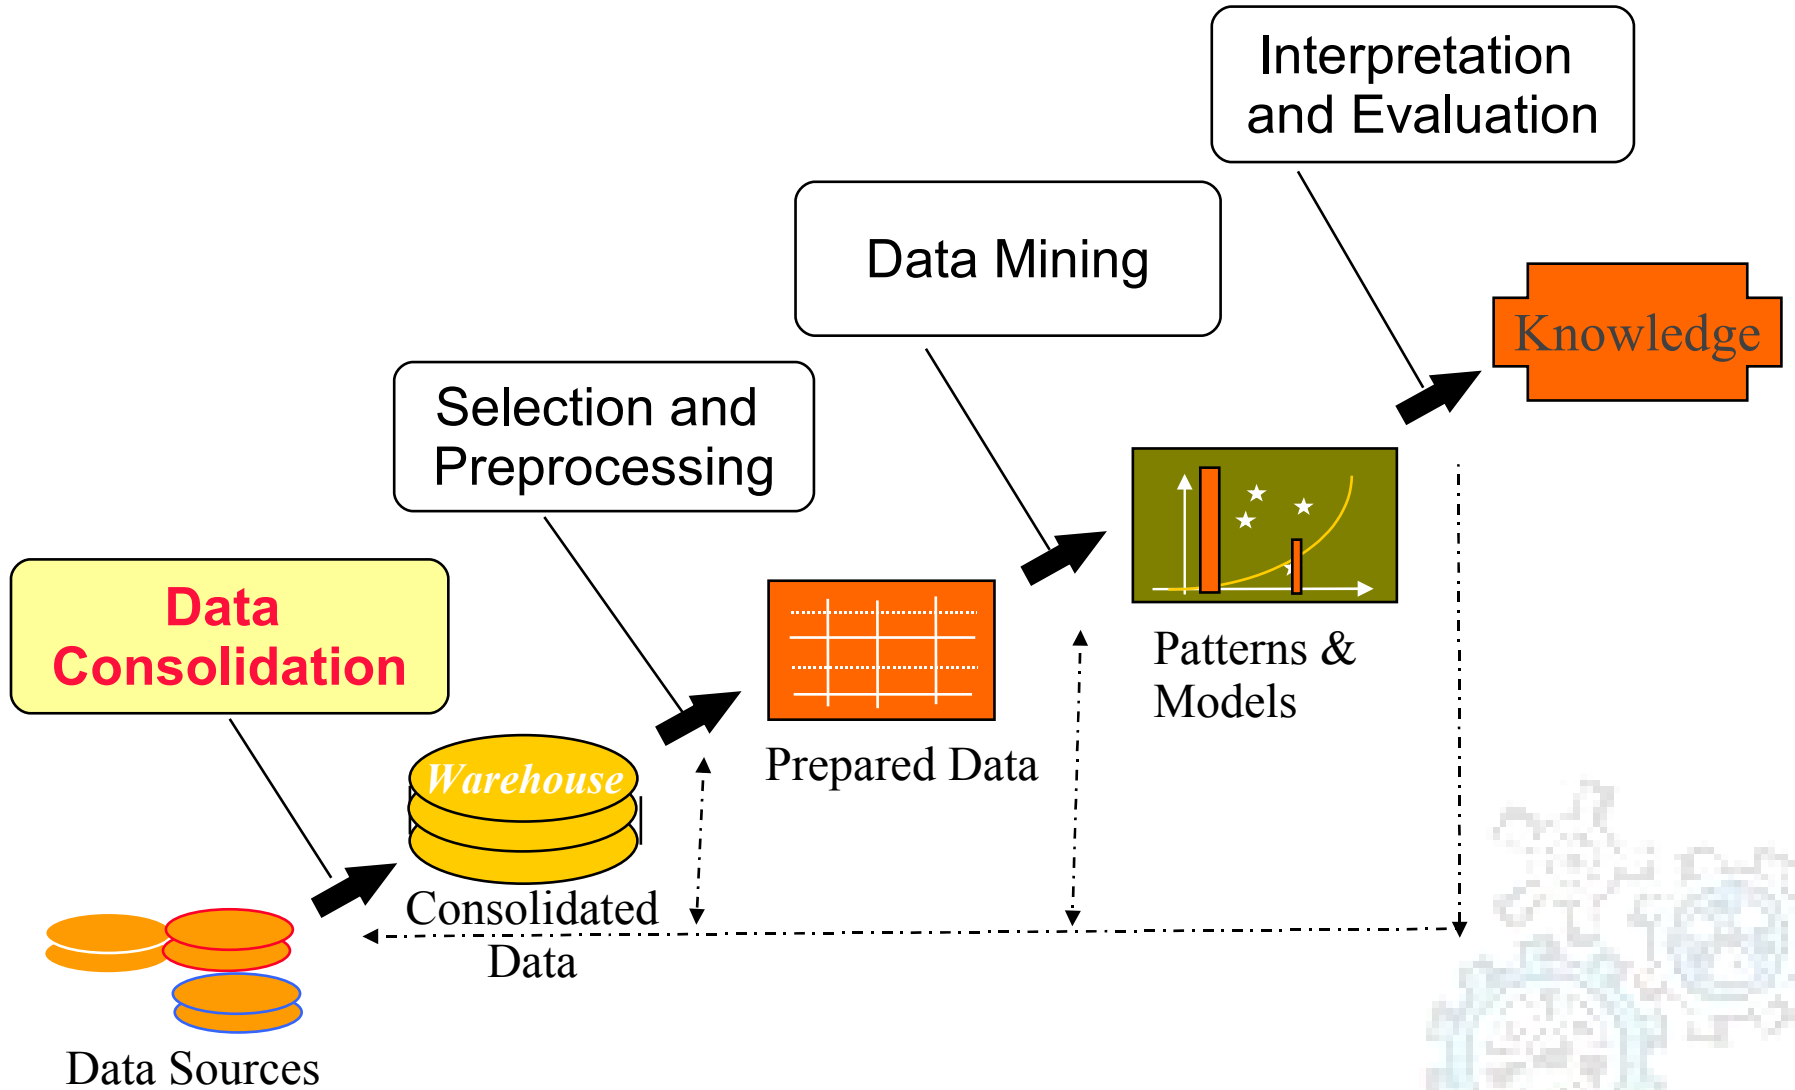 Interpretation
and Evaluation
Data Mining
Knowledge
Selection and
Preprocessing
Data
Consolidation
Patterns &
Models
Warehouse
Prepared Data
Consolidated
Data
Data Sources